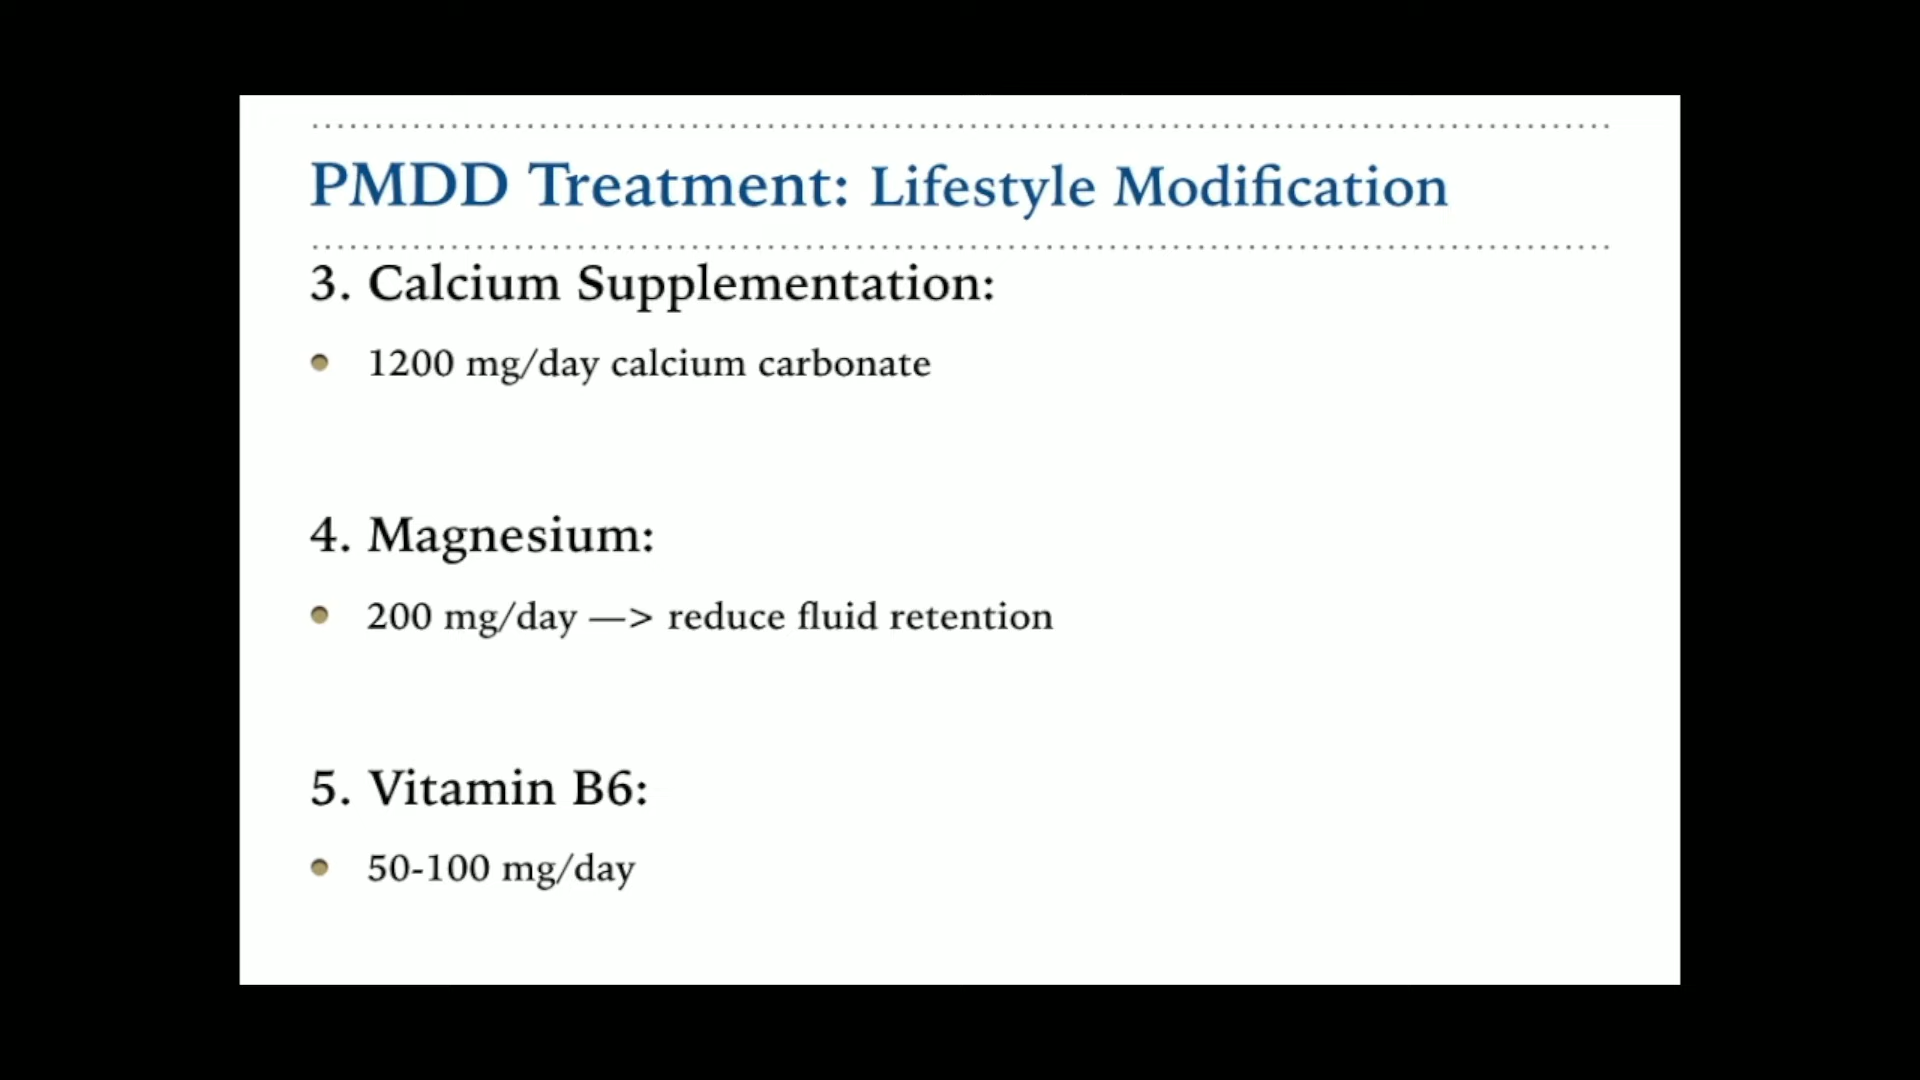 PMDD Treatment: Lifestyle Modification
3. Calcium Supplementation:
• 1200 mg/day calcium carbonate
4. Magnesium:
• 200 mg/day —> reduce fluid retention
5. Vitamin B6:
• 50-100 mg/day